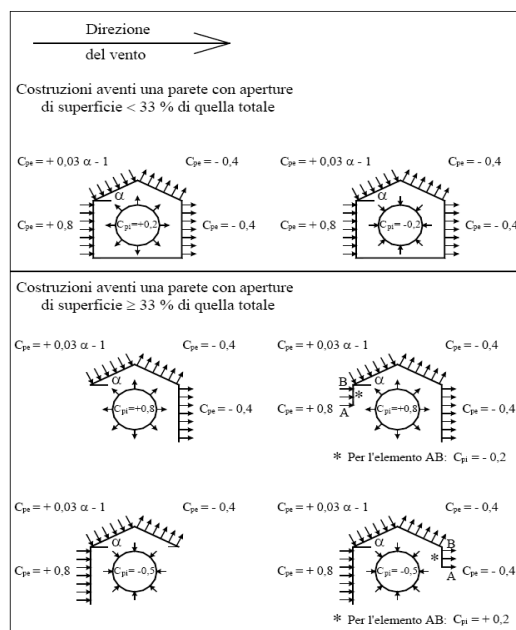 Direzione
del vento
Costruzioni aventi una parete con aperture
di superficie < 33 % di quella totale
Cpe = + 0,03 α - 1
Cpe = - 0,4
Cpe = + 0,03 α - 1
Cpe = - 0,4
α
α
Cpe = + 0,8
Cpi=+0,2
Cpe = - 0,4
Cpe = + 0,8
Cpi= -0,2
Cpe = - 0,4
Costruzioni aventi una parete con aperture
di superficie ≥ 33 % di quella totale
Cpe = + 0,03 α - 1
Cpe = - 0,4
Cpe = + 0,03 α - 1
Cpe = - 0,4
α
B
α
*
Cpi=+0,8
Cpe = - 0,4
Cpe = + 0,8
A
Cpi=+0,8
Cpe = - 0,4
* Per l'elemento AB: Cpi = - 0,2
Cpe = + 0,03 α - 1
Cpe = - 0,4
Cpe = + 0,03 α - 1
Cpe = - 0,4
α
α
B
*
Cpe = + 0,8
Cpi= -0,5
Cpe = + 0,8
Cpi= -0,5
A
Cpe = - 0,4
* Per l'elemento AB: Cpi = + 0,2